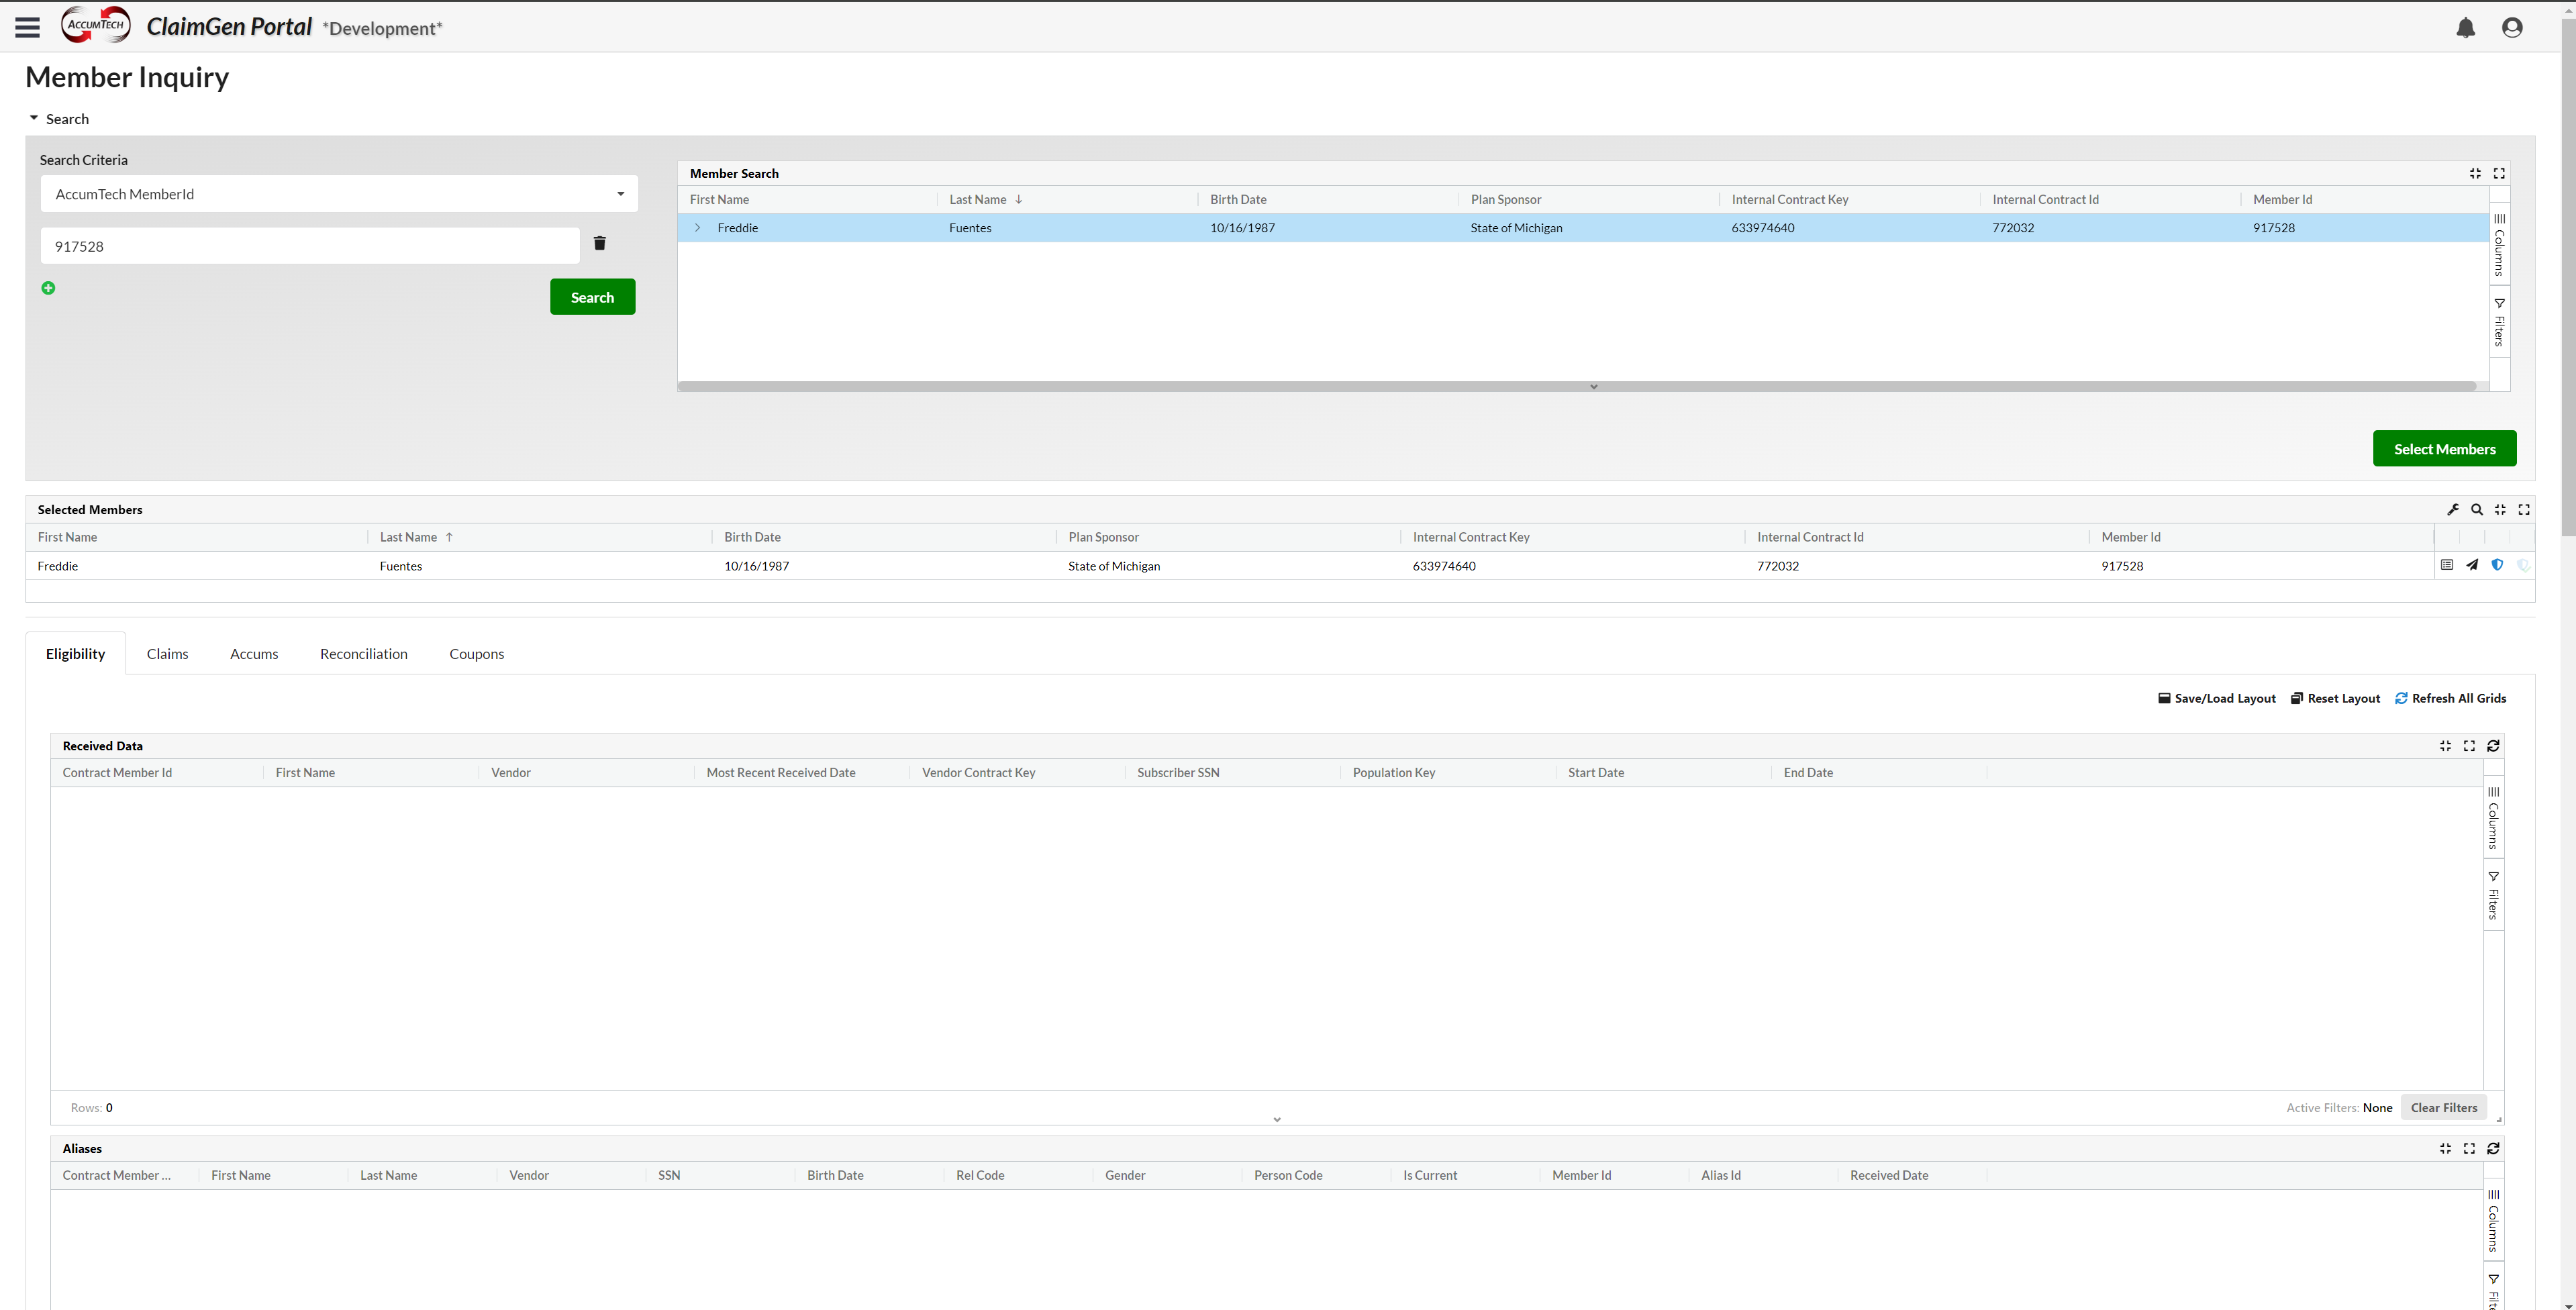 ACCUMTECH ClaimGen Portal *Development*
Member Inquiry
Search
Search Criteria
AccumTech MemberId
917528
Search
Member Search
First Name Last Name Birth Date Plan Sponsor Internal Contract Key Internal Contract Id Member Id
Freddie Fuentes 10/16/1987 State of Michigan 633974640 772032 917528
Columns
Filters
Select Members
Selected Members
First Name Last Name Birth Date Plan Sponsor Internal Contract Key Internal Contract Id Member Id
Freddie Fuentes 10/16/1987 State of Michigan 633974640 772032 917528
Eligibility Claims Accums Reconciliation Coupons
Save/Load Layout Reset Layout Refresh All Grids
Received Data
Contract Member Id First Name Vendor Most Recent Received Date Vendor Contract Key Subscriber SSN Population Key Start Date End Date
Columns
Filters
Rows: 0 Active Filters: None Clear Filters
Aliases
Contract Member ... First Name Last Name Vendor SSN Birth Date Rel Code Gender Person Code Is Current Member Id Alias Id Received Date
Columns